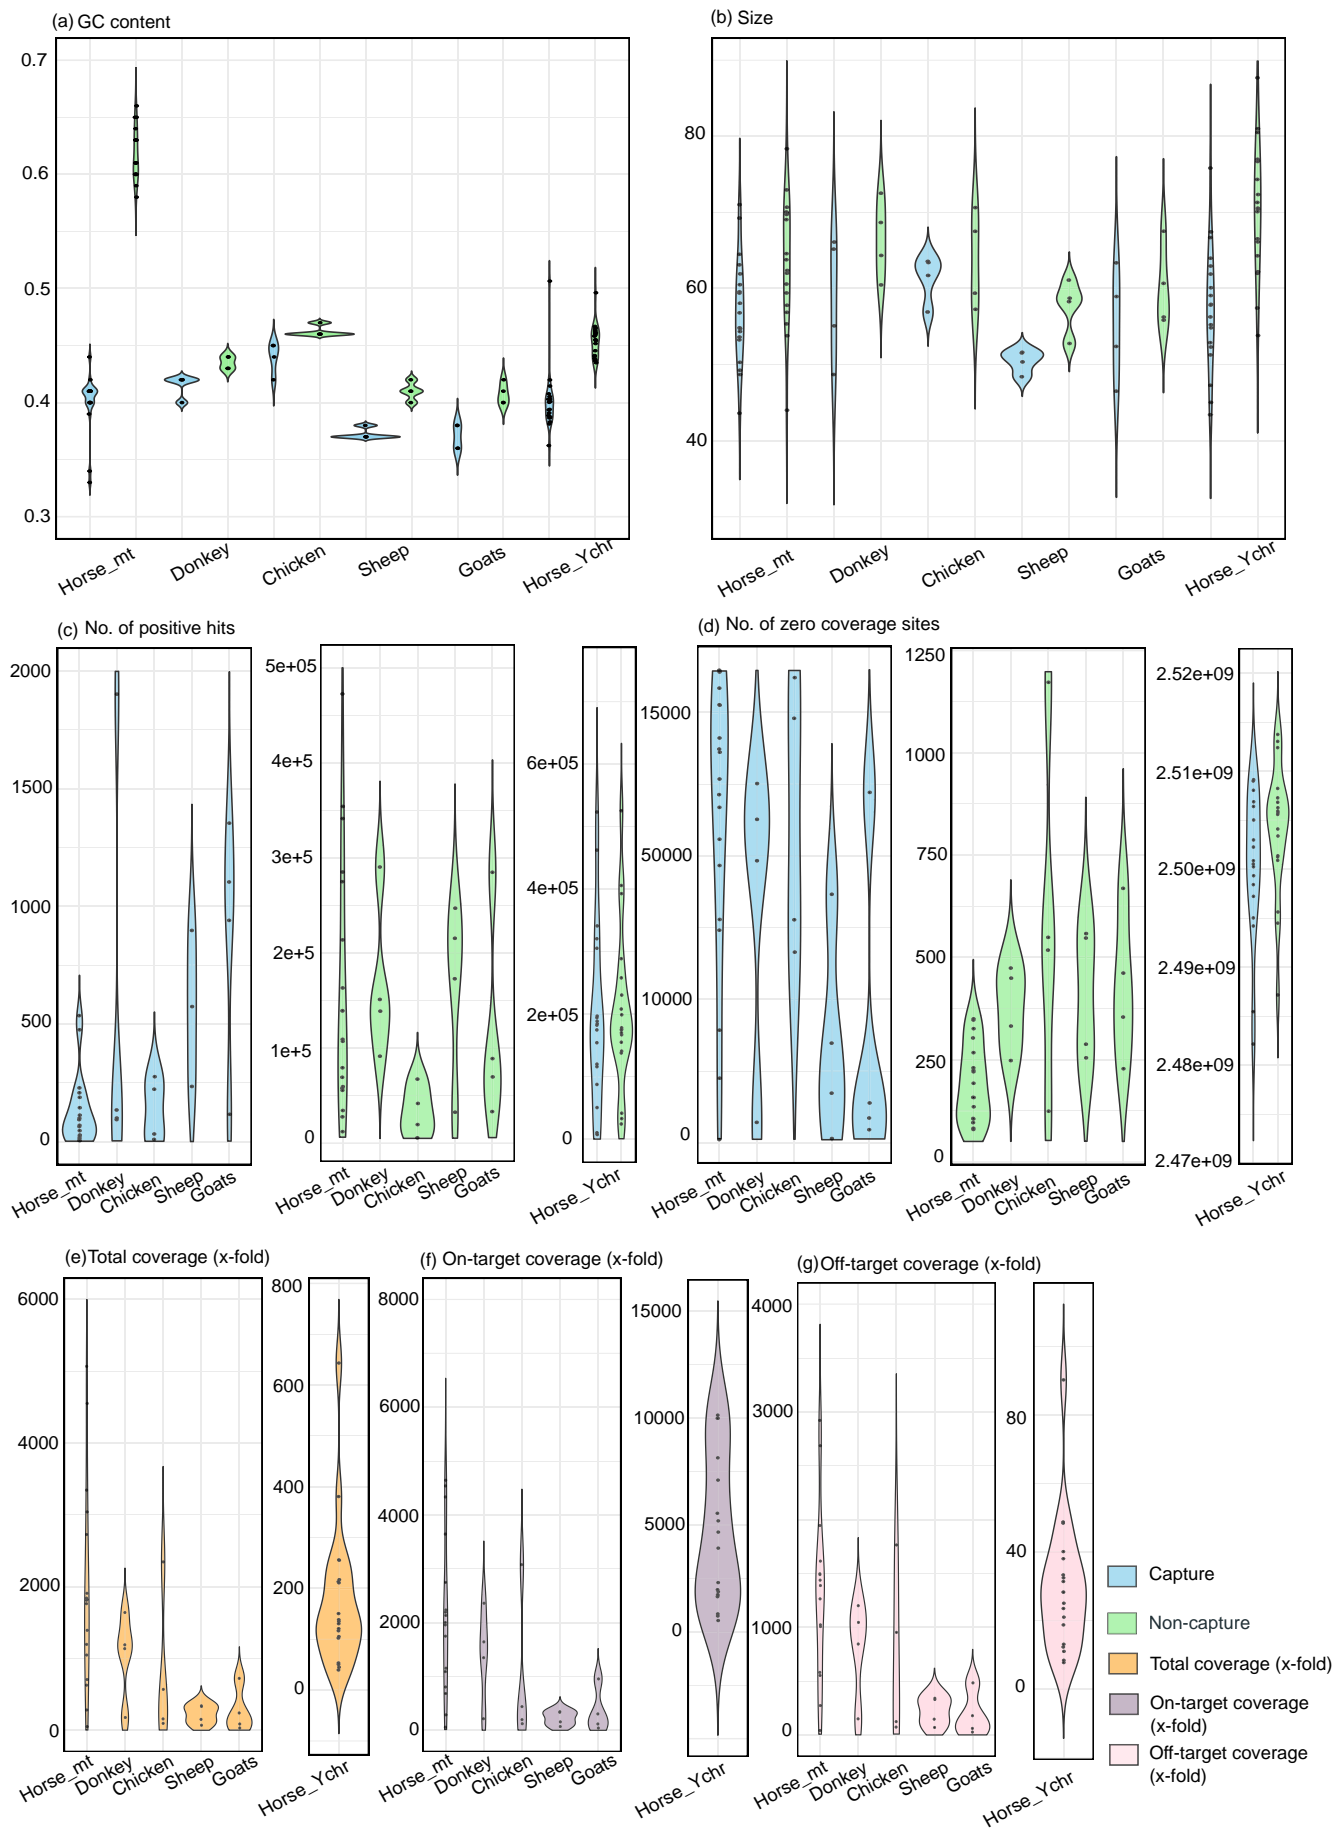 (a) GC content
0.7
0.6
0.5
0.4
0.3
Horse_mt
Donkey
Chicken
Sheep
Goats
Horse_Ychr
(b) Size
80
60
40
Horse_mt
Donkey
Chicken
Sheep
Goats
Horse_Ychr
(c) No. of positive hits
2000
1500
1000
500
0
Horse_mt
Donkey
Chicken
Sheep
Goats
5e+05
4e+5
3e+5
2e+5
1e+5
0
Horse_mt
Donkey
Chicken
Sheep
Goats
6e+05
4e+05
2e+05
0
Horse_Ychr
(d) No. of zero coverage sites
15000
50000
10000
0
Horse_mt
Donkey
Chicken
Sheep
Goats
1250
1000
750
500
250
0
Horse_mt
Donkey
Chicken
Sheep
Goats
2.52e+09
2.51e+09
2.50e+09
2.49e+09
2.48e+09
2.47e+09
Horse_Ychr
(e) Total coverage (x-fold)
6000
4000
2000
0
Horse_mt
Donkey
Chicken
Sheep
Goats
800
600
400
200
0
Horse_Ychr
(f) On-target coverage (x-fold)
8000
6000
4000
2000
0
Horse_mt
Donkey
Chicken
Sheep
Goats
15000
10000
5000
0
Horse_Ychr
(g) Off-target coverage (x-fold)
4000
3000
1000
0
Horse_mt
Donkey
Chicken
Sheep
Goats
80
40
0
Horse_Ychr
Capture
Non-capture
Total coverage (x-fold)
On-target coverage
(x-fold)
Off-target coverage
(x-fold)